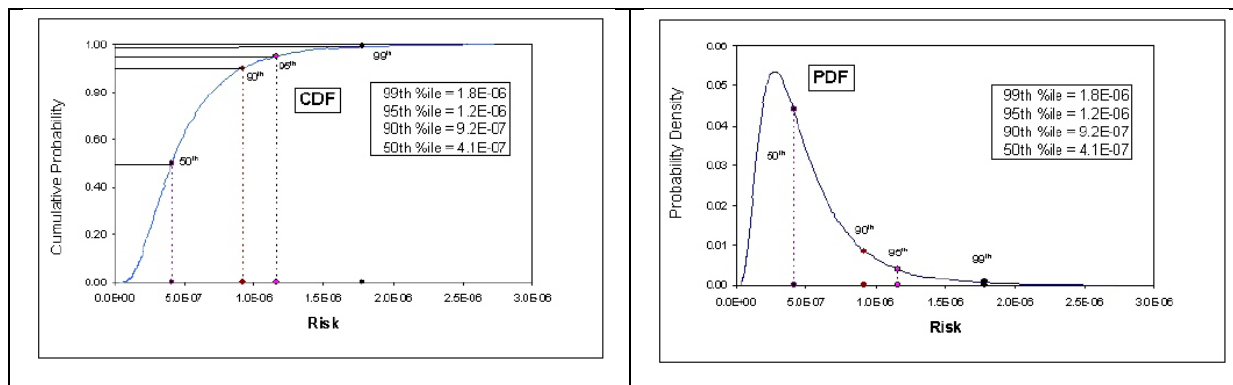 1.00
0.80
0.60
0.40
0.20
0.00
Cumulative Probability
50th
90th
95th
99th
CDF
99th %ile = 1.8E-06
95th %ile = 1.2E-06
90th %ile = 9.2E-07
50th %ile = 4.1E-07
0.0E+00 5.0E-07 1.0E-06 1.5E-06 2.0E-06 2.5E-06 3.0E-06
Risk
0.06
0.05
0.04
0.03
0.02
0.01
0.00
Probability Density
PDF
50th
90th
95th
99th
99th %ile = 1.8E-06
95th %ile = 1.2E-06
90th %ile = 9.2E-07
50th %ile = 4.1E-07
0.0E+00 5.0E-07 1.0E-06 1.5E-06 2.0E-06 2.5E-06 3.0E-06
Risk